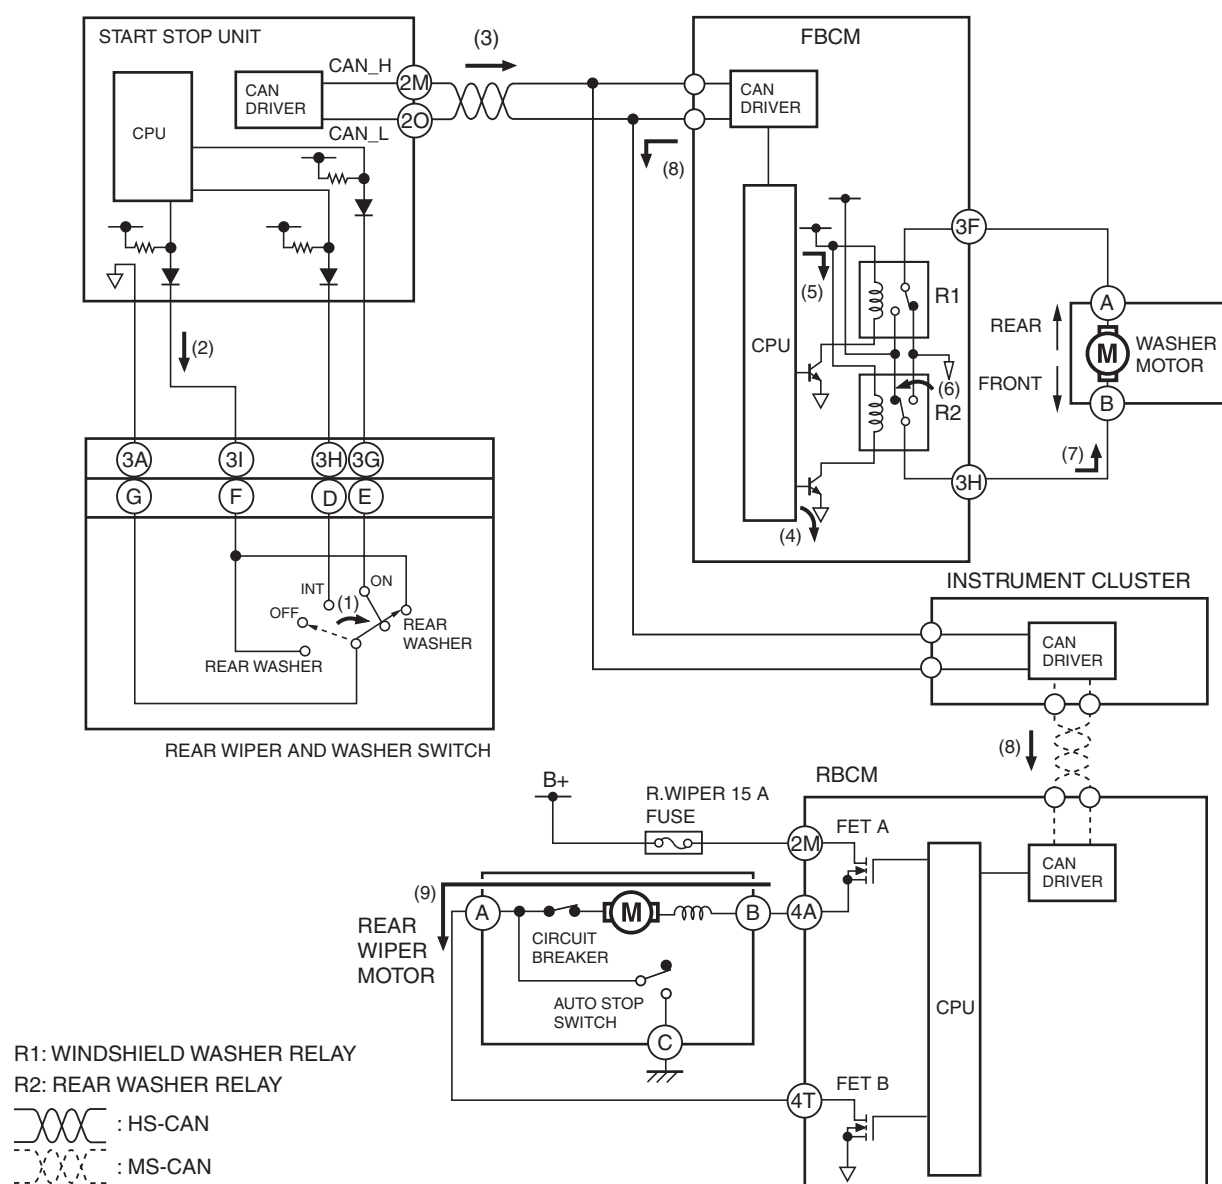 START STOP UNIT
(3)
FBCM
CAN_H
2M
CAN
DRIVER
CPU
2O
CAN_L
CAN
DRIVER
(8)
3F
(5)
R1
A
REAR
CPU
M
WASHER
MOTOR
(2)
FRONT
(6)
R2
B
(7)
3A
3I
3H
3G
3H
G
F
D
E
(4)
INSTRUMENT CLUSTER
INT
ON
(1)
OFF
REAR
WASHER
REAR WASHER
CAN
DRIVER
REAR WIPER AND WASHER SWITCH
(8)
RBCM
B+
R.WIPER 15 A
FUSE
2M
FET A
CAN
DRIVER
(9)
A
M
B
4A
REAR
WIPER
MOTOR
CIRCUIT
BREAKER
AUTO STOP
SWITCH
CPU
C
R1: WINDSHIELD WASHER RELAY
R2: REAR WASHER RELAY
4T
FET B
: HS-CAN
: MS-CAN